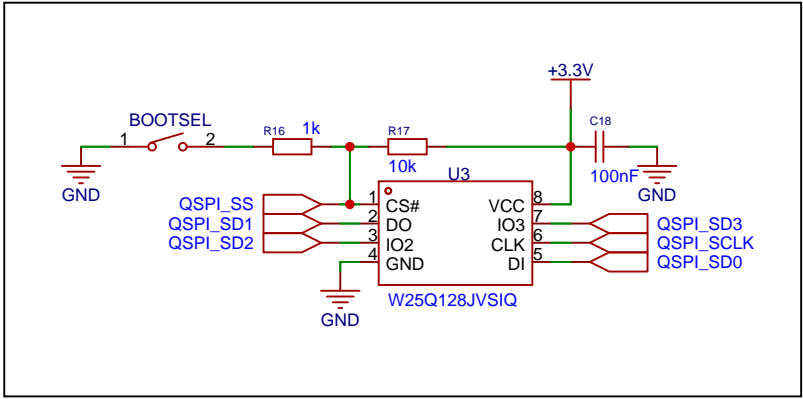 +3.3V
BOOTSEL
1 2
R16 1k
R17
10k
C18
100nF
GND
GND
U3
QSPI_SS 1 CS# VCC 8
QSPI_SD1 2 DO IO3 7 QSPI_SD3
QSPI_SD2 3 IO2 CLK 6 QSPI_SCLK
4 GND DI 5 QSPI_SD0
W25Q128JVSIQ
GND